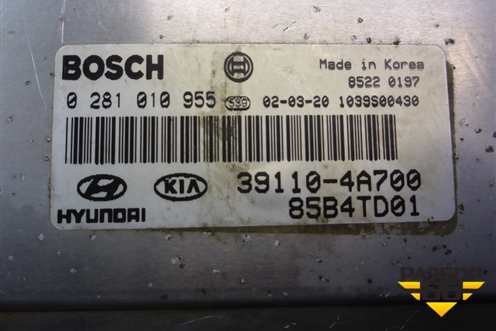 BOSCH
Made in Korea
8522 0197
0 281 010 955 02-03-20 1039S00430
39110-4A700
HYUNDAI KIA 85B4TD01